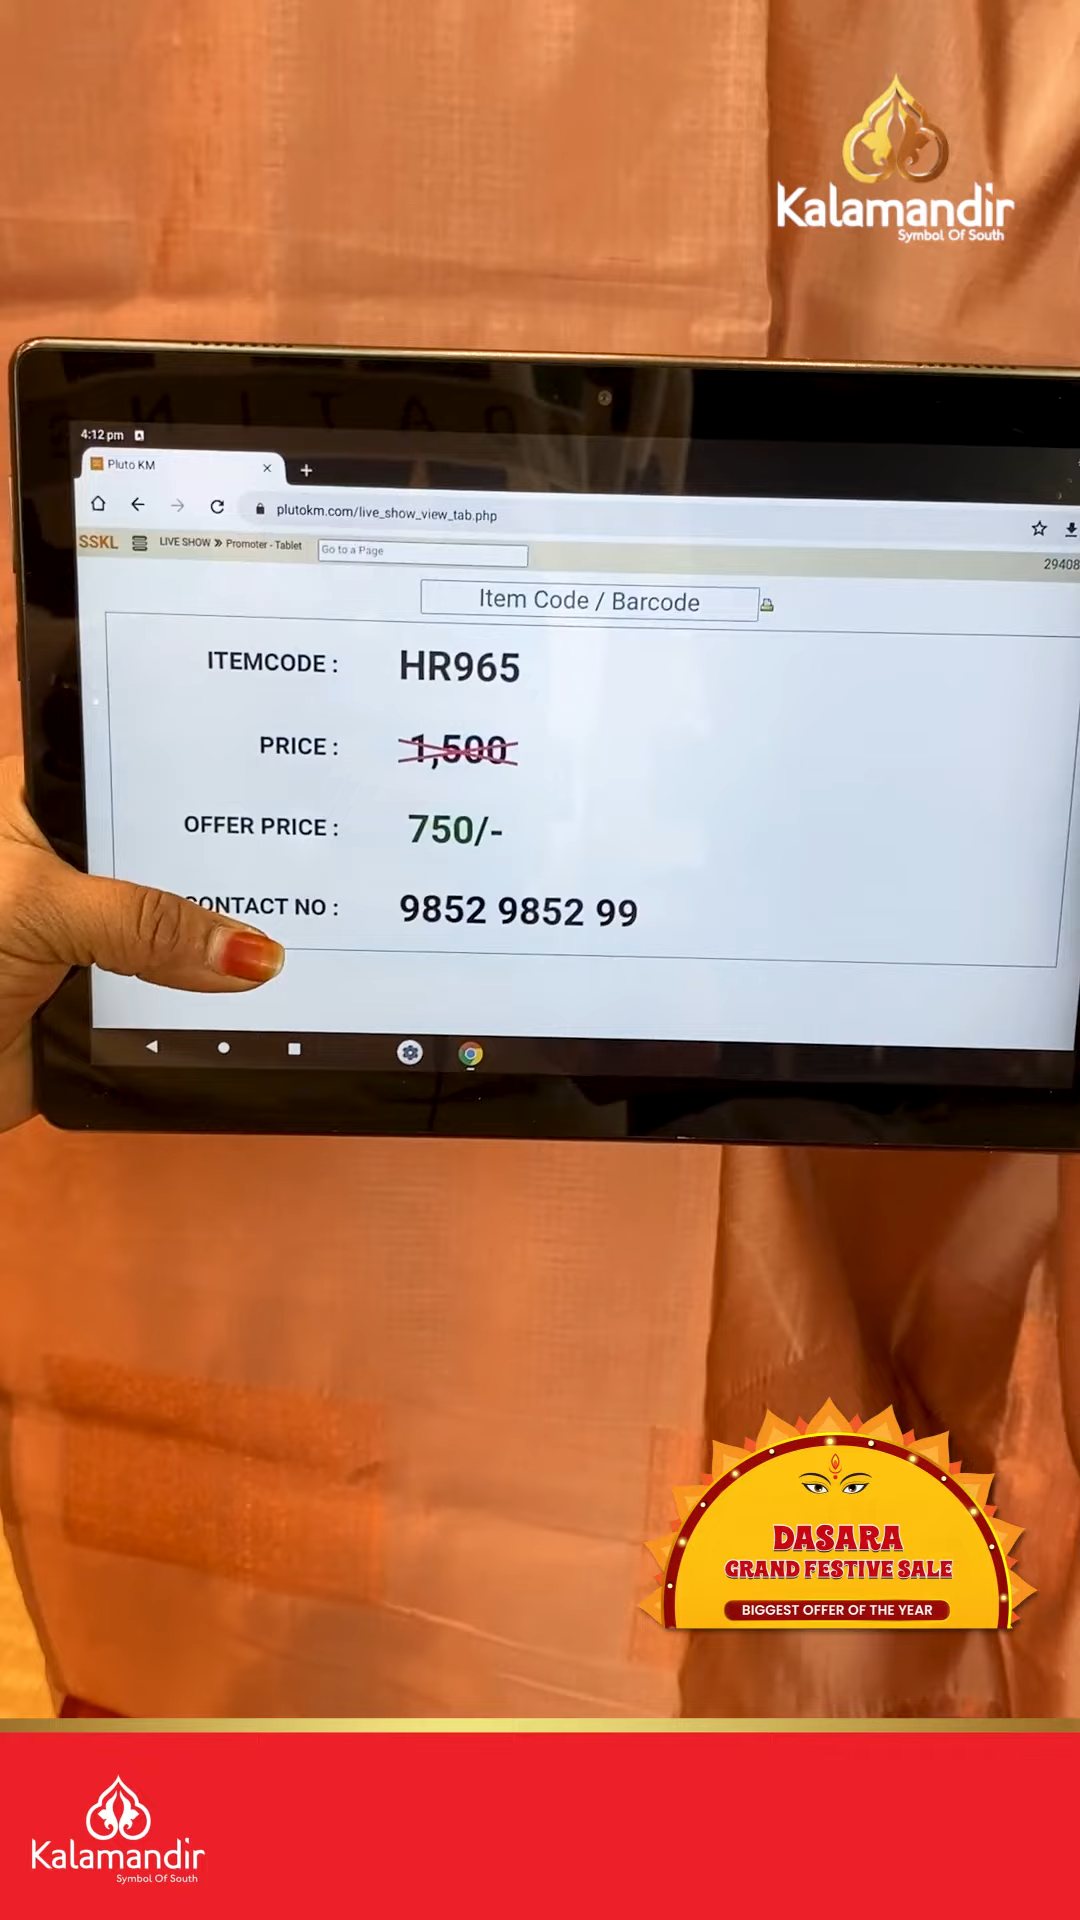 Kalamandir
Symbol Of South
4:12 pm
Pluto KM
plutokm.com/live_show_view_tab.php
SSKL
LIVE SHOW » Promoter - Tablet
Go to a Page
29408
Item Code / Barcode
ITEMCODE : HR965
PRICE : 1,500
OFFER PRICE : 750/-
CONTACT NO : 9852 9852 99
DASARA
GRAND FESTIVE SALE
BIGGEST OFFER OF THE YEAR
Kalamandir
Symbol Of South